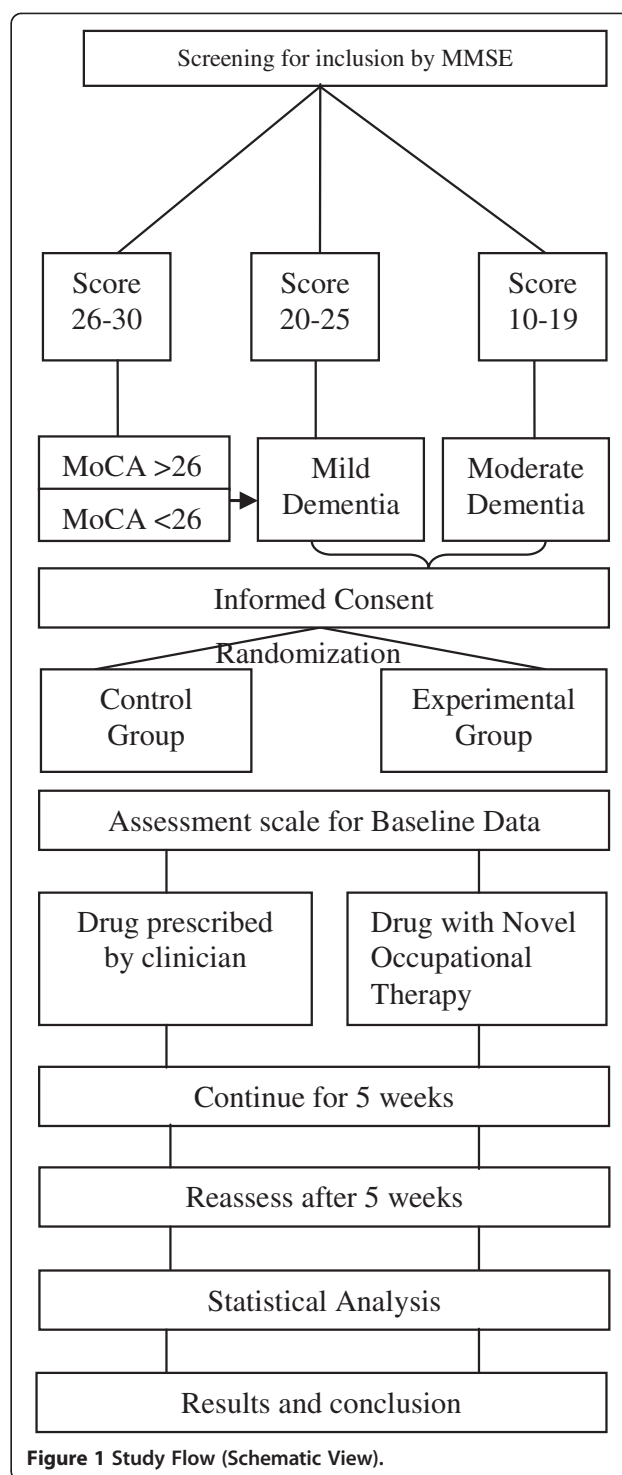 Screening for inclusion by MMSE
Score
26-30
Score
20-25
Score
10-19
MoCA >26
MoCA <26
Mild
Dementia
Moderate
Dementia
Informed Consent
Randomization
Control
Group
Experimental
Group
Assessment scale for Baseline Data
Drug prescribed
by clinician
Drug with Novel
Occupational
Therapy
Continue for 5 weeks
Reassess after 5 weeks
Statistical Analysis
Results and conclusion
Figure 1 Study Flow (Schematic View).